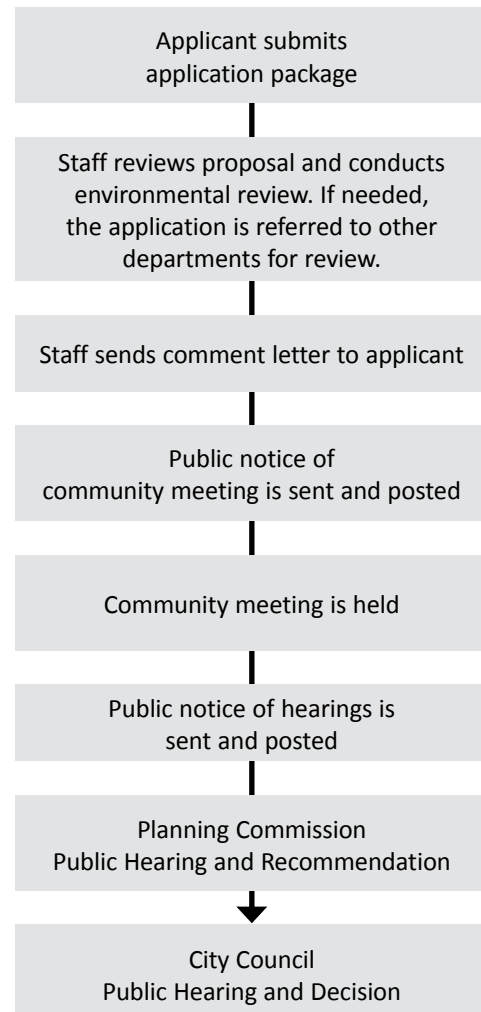 Applicant submits
application package
Staff reviews proposal and conducts
environmental review. If needed,
the application is referred to other
departments for review.
Staff sends comment letter to applicant
Public notice of
community meeting is sent and posted
Community meeting is held
Public notice of hearings is
sent and posted
Planning Commission
Public Hearing and Recommendation
City Council
Public Hearing and Decision